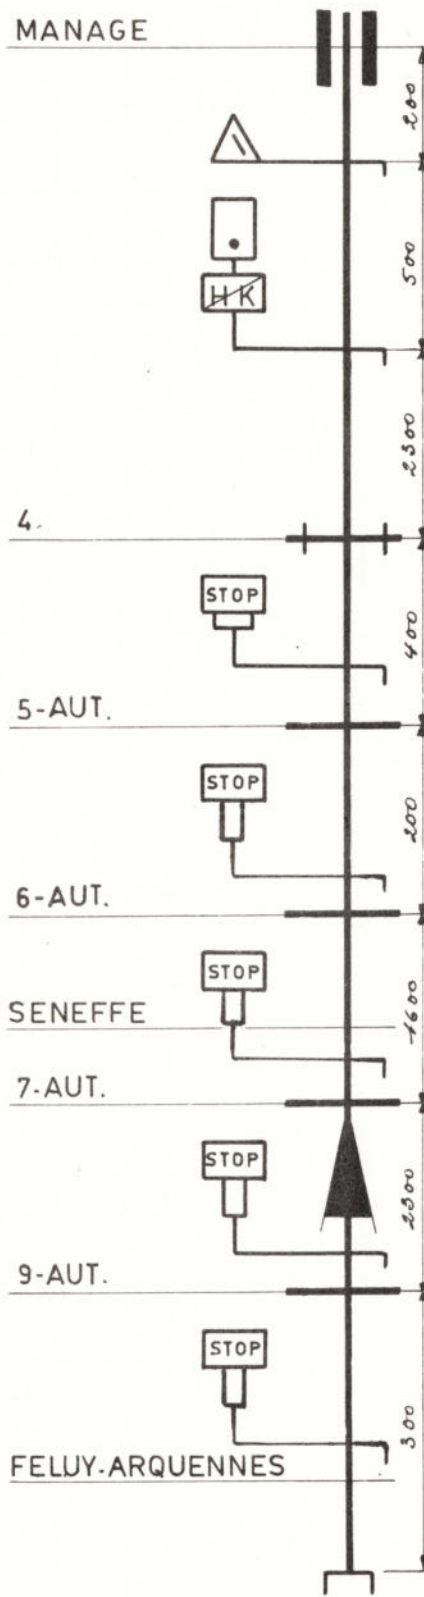 MANAGE
200
500
HK
2300
4.
STOP
400
5-AUT.
STOP
200
6-AUT.
STOP
SENEFFE
1600
7-AUT.
STOP
2300
9-AUT.
STOP
300
FELUY-ARQUENNES